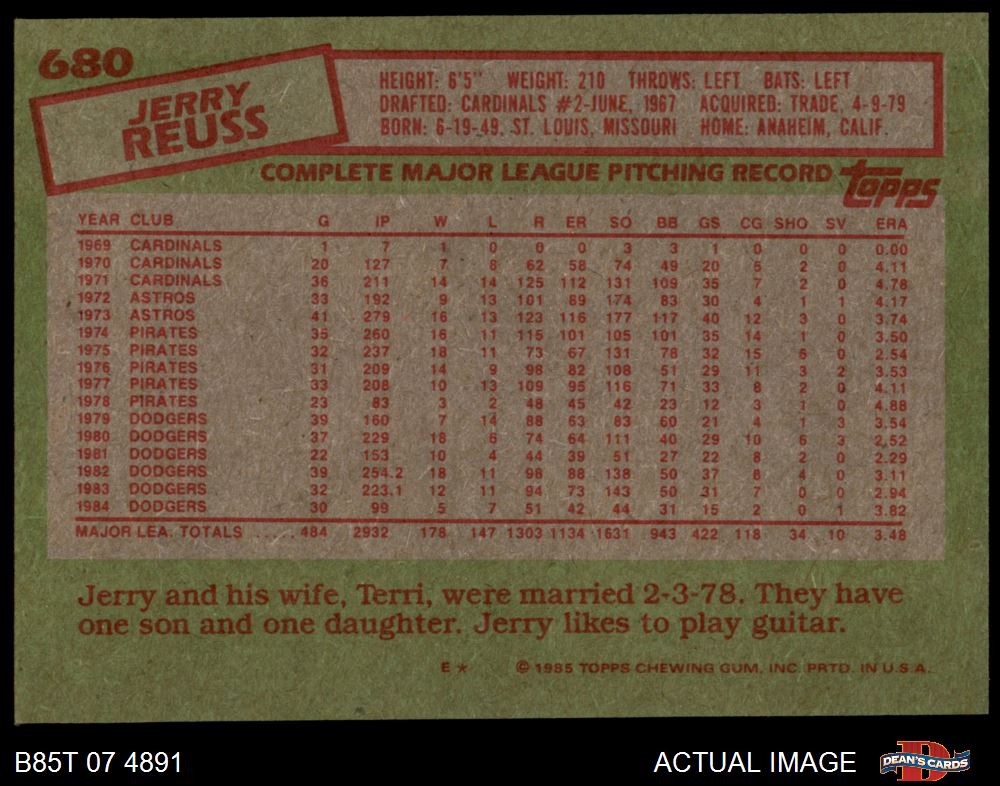 680
JERRY
REUSS
HEIGHT: 6'5" WEIGHT: 210 THROWS: LEFT BATS: LEFT
DRAFTED: CARDINALS #2-JUNE, 1967 ACQUIRED: TRADE, 4-9-79
BORN: 6-19-49, ST. LOUIS, MISSOURI HOME: ANAHEIM, CALIF.
COMPLETE MAJOR LEAGUE PITCHING RECORD topps
YEAR CLUB G IP W L R ER SO BB GS CG SHO SV ERA
1969 CARDINALS 1 7 1 0 0 0 3 3 1 0 0 0 0.00
1970 CARDINALS 20 127 7 8 62 58 74 49 20 5 2 0 4.11
1971 CARDINALS 36 211 14 14 125 112 131 109 35 7 2 0 4.78
1972 ASTROS 33 192 9 13 101 89 174 83 30 4 1 1 4.17
1973 ASTROS 41 279 16 13 123 116 177 117 40 12 3 0 3.74
1974 PIRATES 35 260 16 11 115 101 105 101 35 14 1 0 3.50
1975 PIRATES 32 237 18 11 73 67 131 78 32 15 6 0 2.54
1976 PIRATES 31 209 14 9 98 82 108 51 29 11 3 2 3.53
1977 PIRATES 33 208 10 13 109 95 116 71 33 8 2 0 4.11
1978 PIRATES 23 83 3 2 48 45 42 23 12 3 1 0 4.88
1979 DODGERS 39 160 7 14 88 63 83 60 21 4 1 3 3.54
1980 DODGERS 37 229 18 6 74 64 111 40 29 10 6 3 2.52
1981 DODGERS 22 153 10 4 44 39 51 27 22 8 2 0 2.29
1982 DODGERS 39 254.2 18 11 98 88 138 50 37 8 4 0 3.11
1983 DODGERS 32 223.1 12 11 94 73 143 50 31 7 0 0 2.94
1984 DODGERS 30 99 5 7 51 42 44 31 15 2 0 1 3.82
MAJOR LEA. TOTALS ..... 484 2932 178 147 1303 1134 1631 943 422 118 34 10 3.48
Jerry and his wife, Terri, were married 2-3-78. They have
one son and one daughter. Jerry likes to play guitar.
E * © 1985 TOPPS CHEWING GUM, INC. PRTD. IN U.S.A.
B85T 07 4891 ACTUAL IMAGE D DEAN'S CARDS